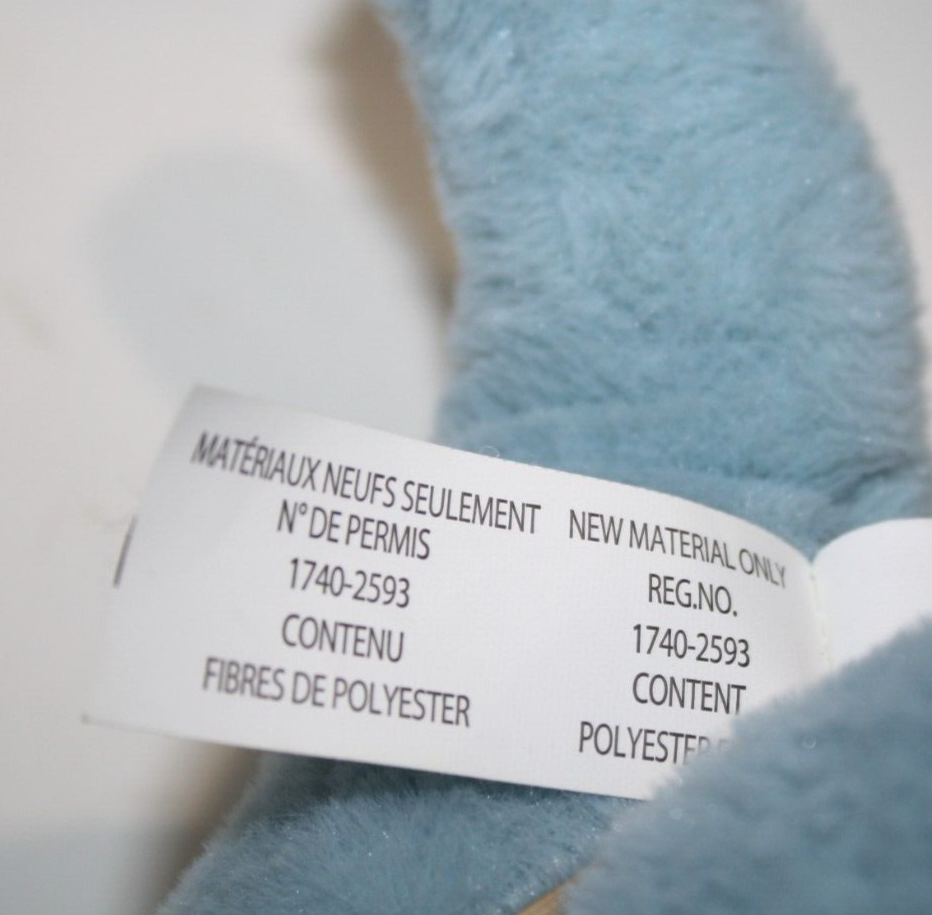 MATÉRIAUX NEUFS SEULEMENT
N° DE PERMIS
1740-2593
CONTENU
FIBRES DE POLYESTER
NEW MATERIAL ONLY
REG.NO.
1740-2593
CONTENT
POLYESTER